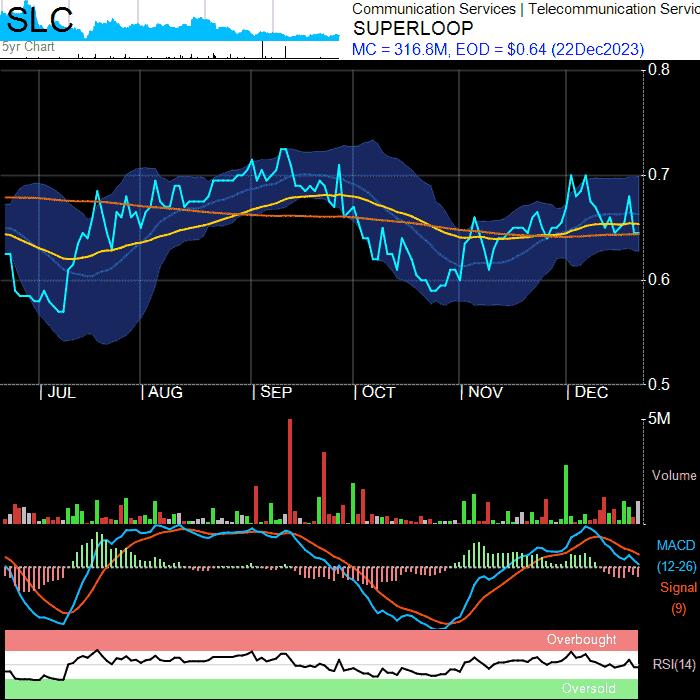 SLC
5yr Chart
Communication Services | Telecommunication Servic
SUPERLOOP
MC = 316.8M, EOD = $0.64 (22Dec2023)
0.8
0.7
0.6
0.5
JUL AUG SEP OCT NOV DEC
5M
Volume
MACD
(12-26)
Signal
(9)
Overbought
RSI(14)
Oversold